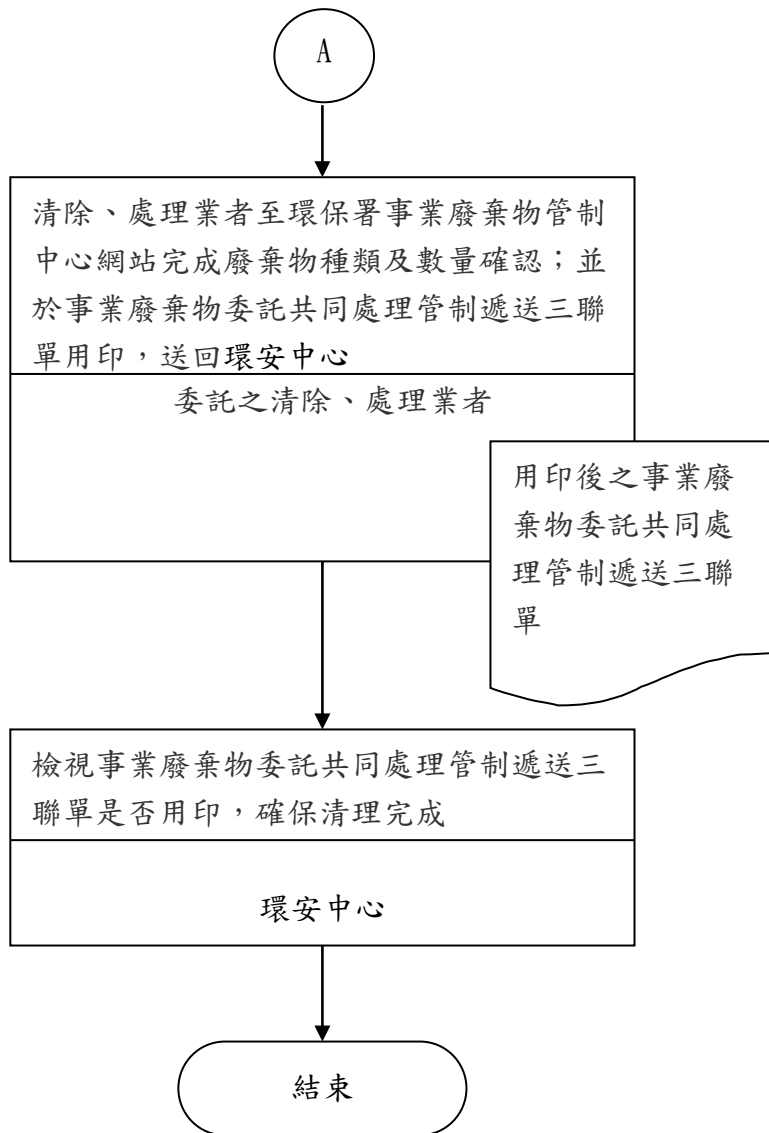 A
清除、處理業者至環保署事業廢棄物管制
中心網站完成廢棄物種類及數量確認；並
於事業廢棄物委託共同處理管制遞送三聯
單用印，送回環安中心
委託之清除、處理業者
用印後之事業廢
棄物委託共同處
理管制遞送三聯
單
檢視事業廢棄物委託共同處理管制遞送三
聯單是否用印，確保清理完成
環安中心
結束